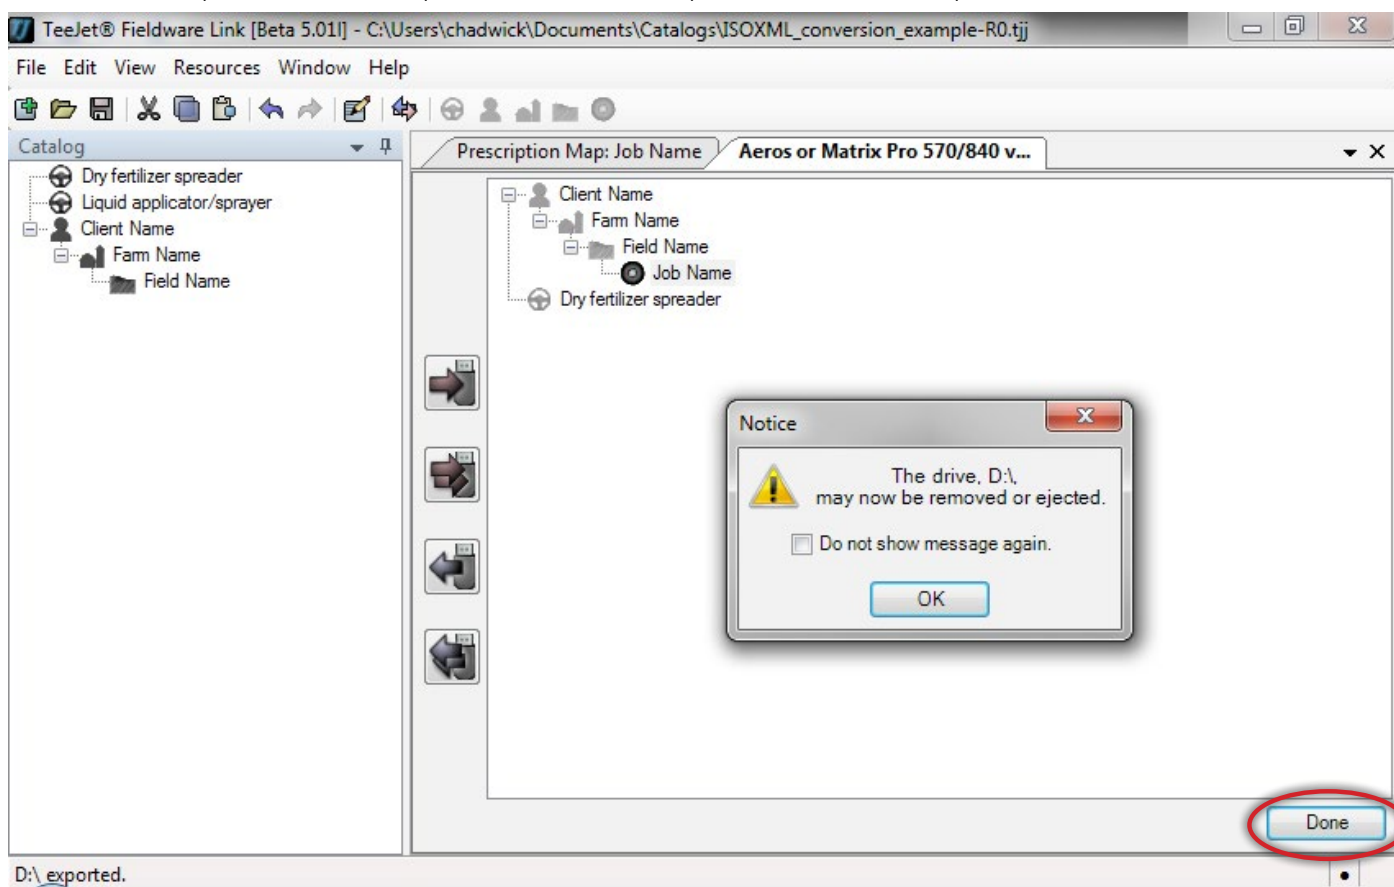 TeeJet® Fieldware Link [Beta 5.01l] - C:\Users\chadwick\Documents\Catalogs\ISOXML_conversion_example-R0.tjj
File Edit View Resources Window Help
Catalog
Dry fertilizer spreader
Liquid applicator/sprayer
Client Name
Farm Name
Field Name
Prescription Map: Job Name
Aeros or Matrix Pro 570/840 v...
Client Name
Farm Name
Field Name
Job Name
Dry fertilizer spreader
Notice
The drive, D:\,
may now be removed or ejected.
Do not show message again.
OK
Done
D:\ exported.